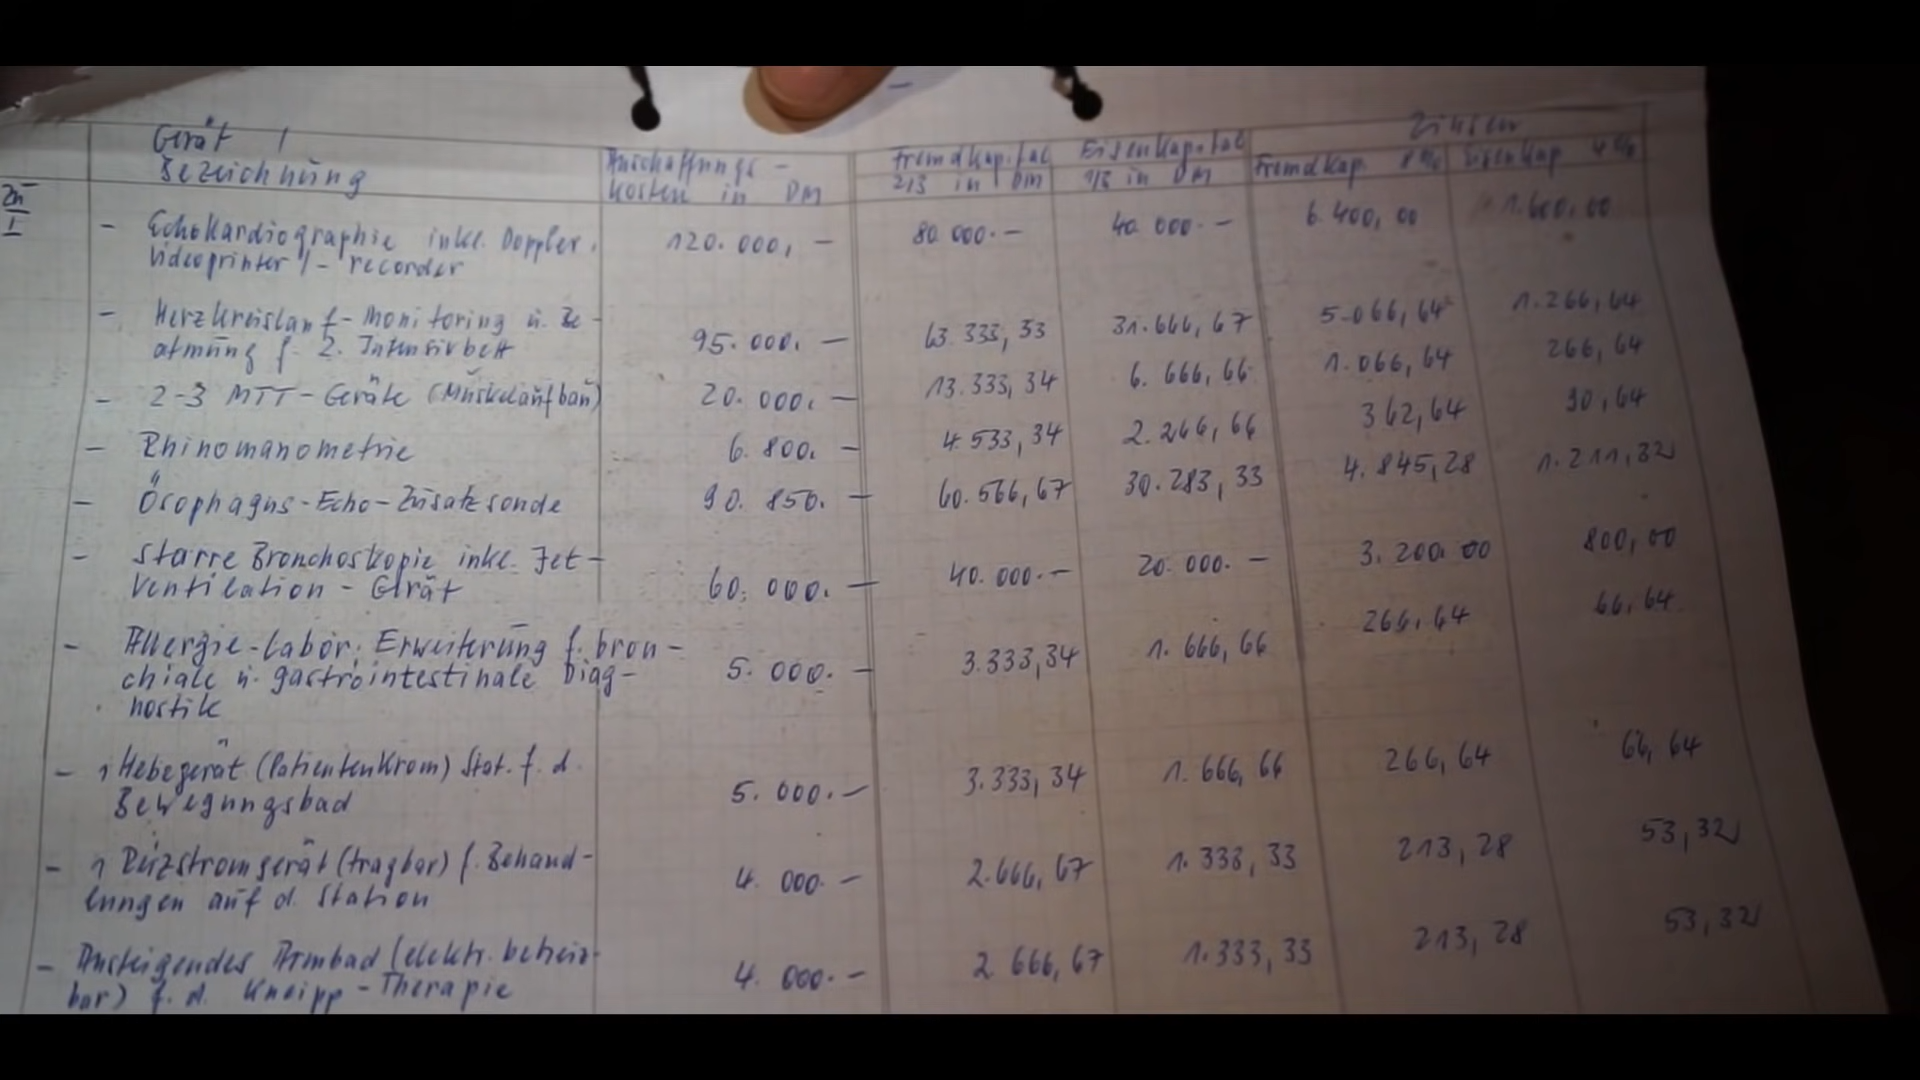 Zinsen
Gerät / Anschaffungs- Fremdkapital Eigenkapital Fremdkap. 8% Eigenkap 4%
Bezeichnung kosten in DM 2/3 in DM 1/3 in DM
Zu
I
- Echokardiographie inkl. Doppler, 120.000,- 80 000.- 40 000.- 6.400,00 1.600,00
Videoprinter / -recorder
- Herzkreislauf-Monitoring u. Be-
atmung f. 2. Intensivbett 95.000.- 63.333,33 31.666,67 5.066,64 1.266,64
- 2-3 MTT-Geräte (Muskelaufbau) 20.000.- 13.333,34 6.666,66 1.066,64 266,64
- Rhinomanometrie 6.800.- 4.533,34 2.266,66 362,64 90,64
- Ösophagus-Echo-Zusatzsonde 90.850.- 60.566,67 30.283,33 4.845,28 1.211,32
- Starre Bronchoskopie inkl. Jet-
Ventilation - Gerät 60.000.- 40.000.- 20.000.- 3.200.00 800,00
- Allergie-Labor: Erweiterung f. bron-
chiale u. gastrointestinale Diag- 5.000.- 3.333,34 1.666,66 266,64 66,64
nostik
- 1 Hebegerät (Patientenkran) Stat. f. d.
Bewegungsbad 5.000.- 3.333,34 1.666,66 266,64 66,64
- 1 Reizstromgerät (tragbar) f. Behand-
lungen auf d. Station 4.000.- 2.666,67 1.333,33 213,28 53,32
- Ansteigendes Armbad (elektr. beheiz-
bar) f. d. Kneipp-Therapie 4.000.- 2.666,67 1.333,33 213,28 53,32